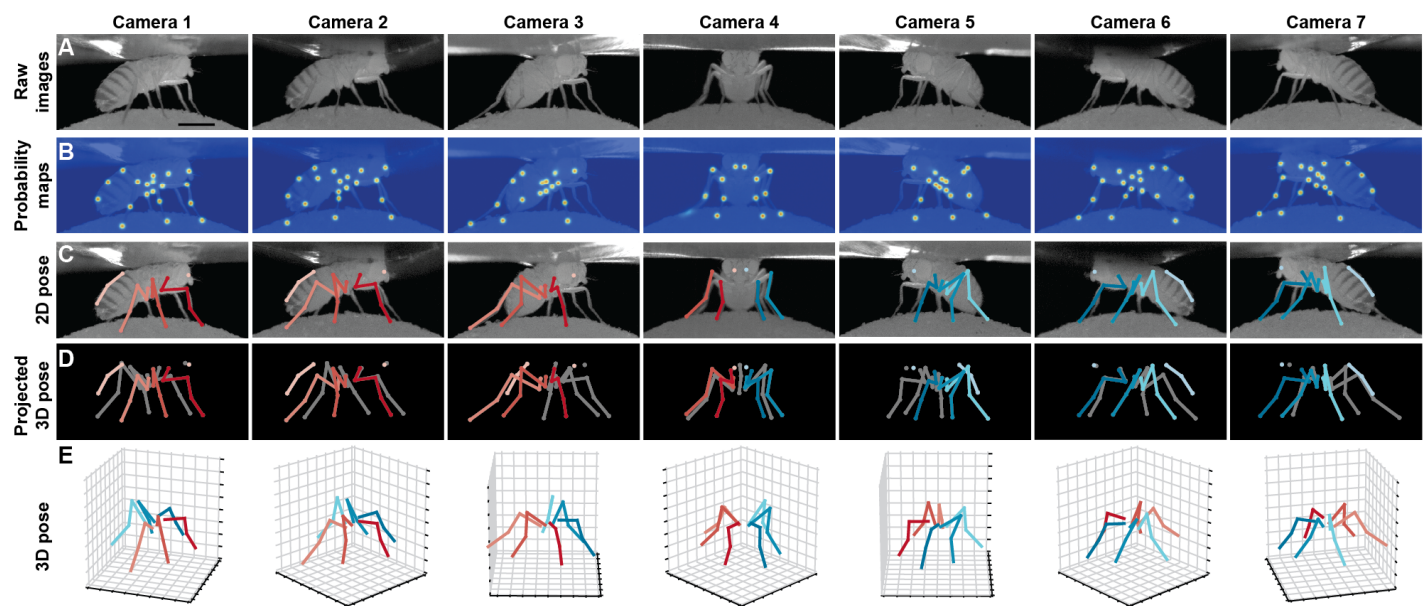 Camera 1 Camera 2 Camera 3 Camera 4 Camera 5 Camera 6 Camera 7
A
Raw
images
B
Probability
maps
C
2D pose
D
Projected
3D pose
E
3D pose